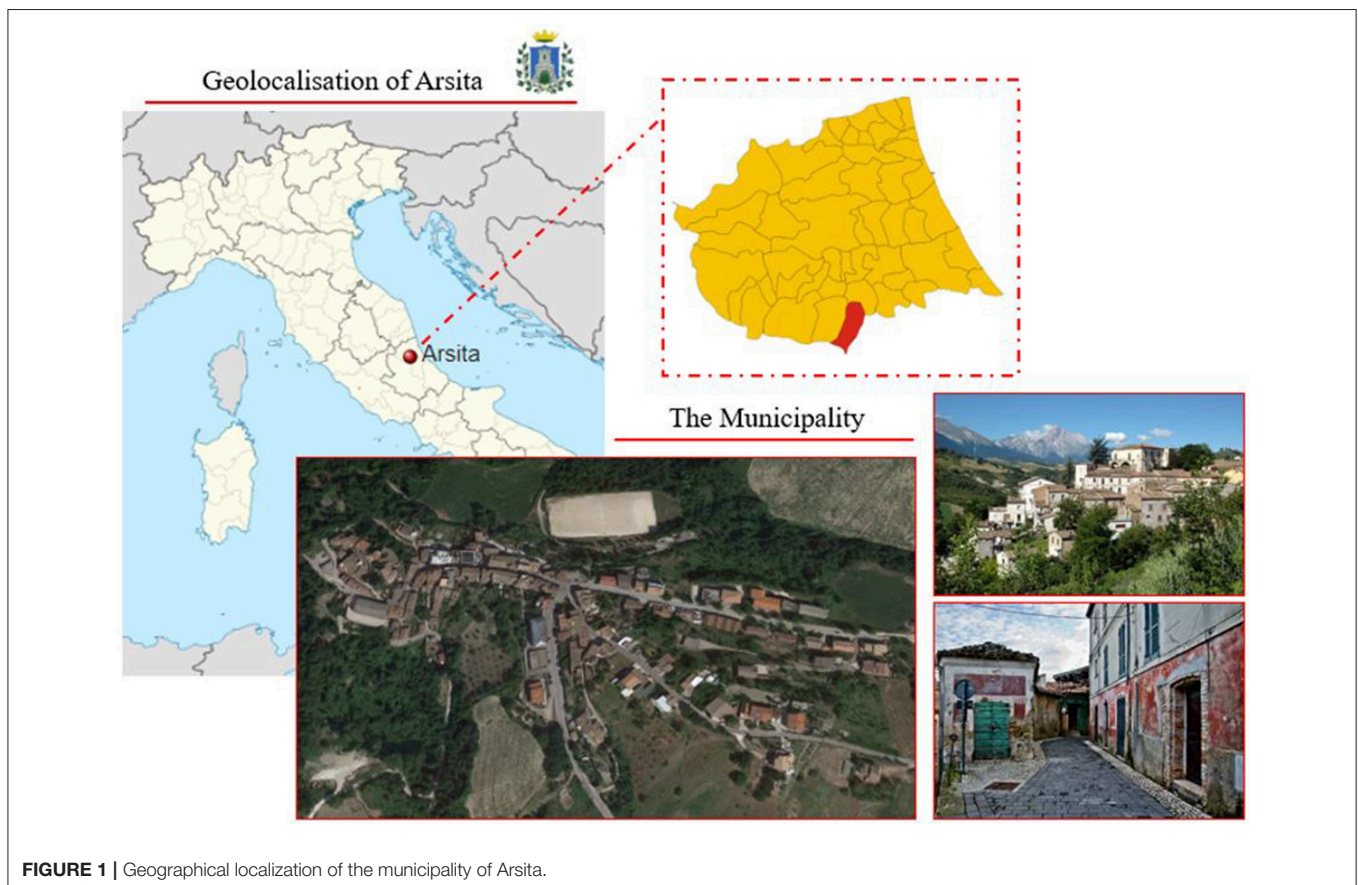 Geolocalisation of Arsita
Arsita
The Municipality
FIGURE 1 | Geographical localization of the municipality of Arsita.